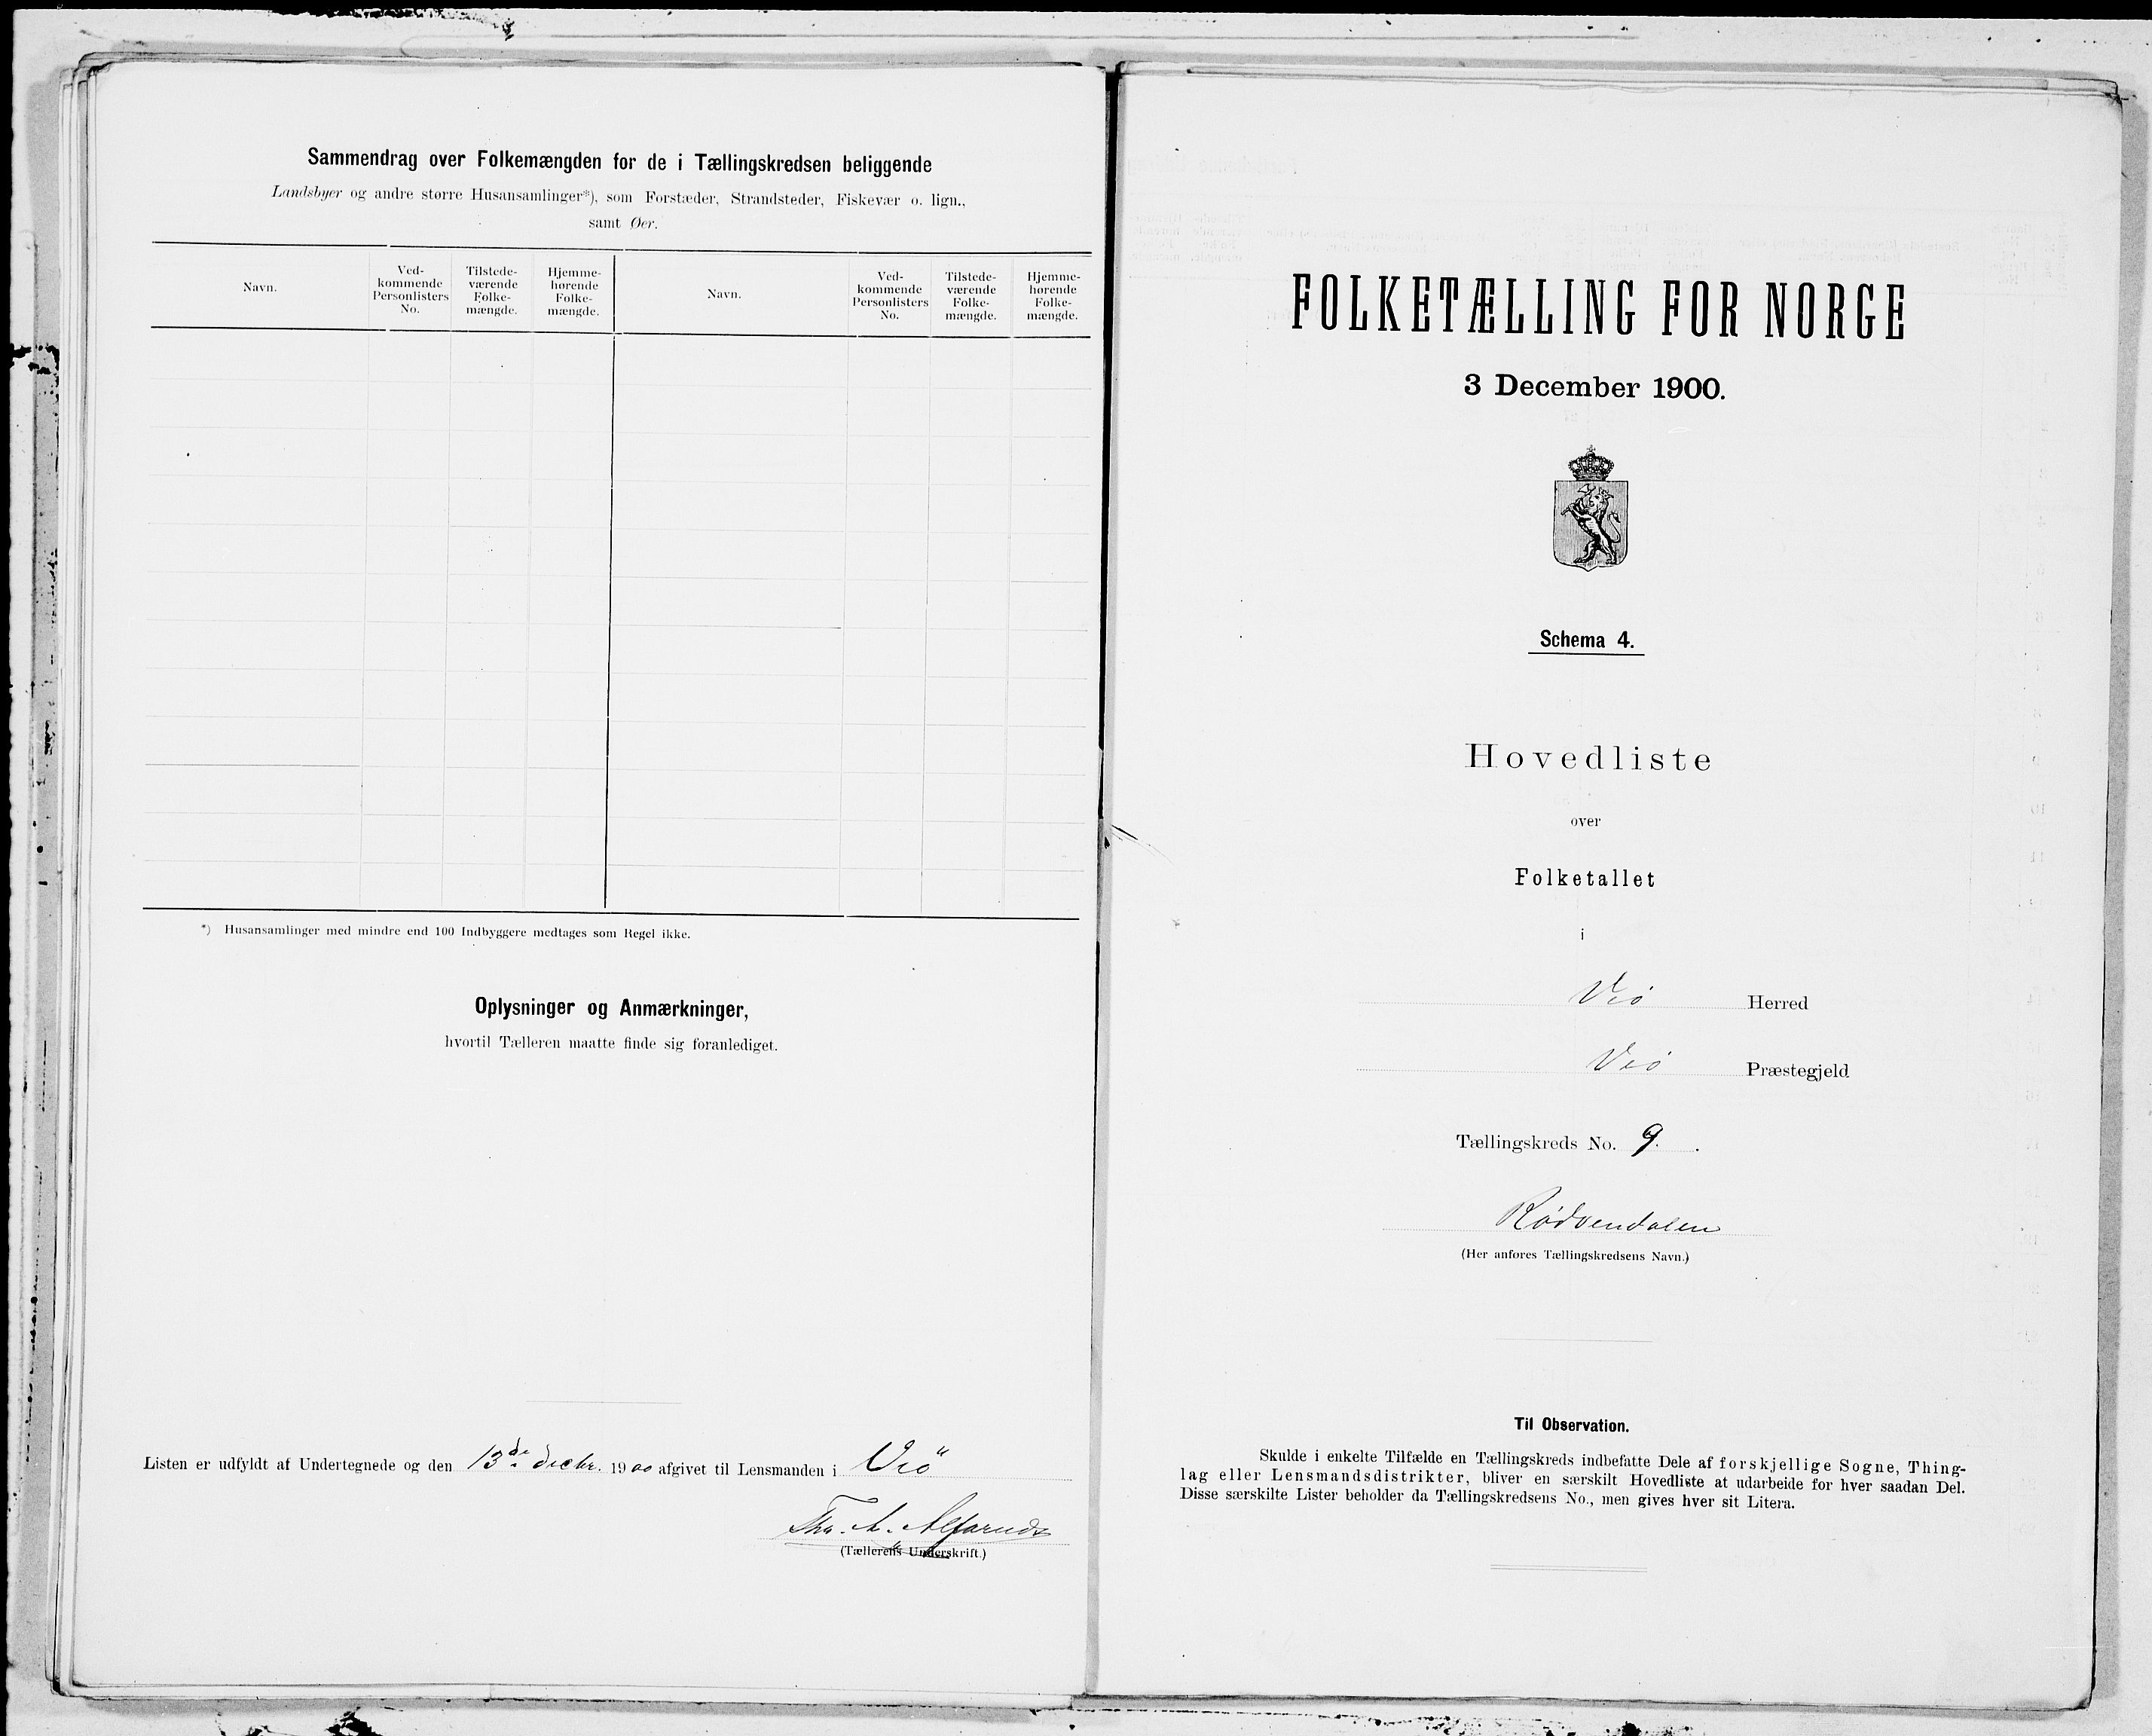 Sammendrag over Folkemængden for de i Tællingskredsen beliggende
Landsbyer og andre større Husansamlinger*), som Forstæder, Strandsteder, Fiskevær o. lign.,
samt Øer.
Navn.
Ved-
kommende
Personlisters
No.
Tilstede-
værende
Folke-
mængde.
Hjemme-
hørende
Folke-
mængde.
Navn.
Ved-
kommende
Personlisters
No.
Tilstede-
værende
Folke-
mængde.
Hjemme-
hørende
Folke-
mængde.
*) Husansamlinger med mindre end 100 Indbyggere medtages som Regel ikke.
Oplysninger og Anmærkninger,
hvortil Tælleren maatte finde sig foranlediget.
Listen er udfyldt af Undertegnede og den 13de decbr. 1900 afgivet til Lensmanden i Veö
(Tællerens Underskrift.)
FOLKETÆLLING FOR NORGE
3 December 1900.
Schema 4.
Hovedliste
over
Folketallet
i
Veö Herred
Veö Præstegjeld
Tællingskreds No. 9.
Rödvendalen
(Her anføres Tællingskredsens Navn.)
Til Observation.
Skulde i enkelte Tilfælde en Tællingskreds indbefatte Dele af forskjellige Sogne, Thing-
lag eller Lensmandsdistrikter, bliver en særskilt Hovedliste at udarbeide for hver saadan Del.
Disse særskilte Lister beholder da Tællingskredsens No., men gives hver sit Litera.